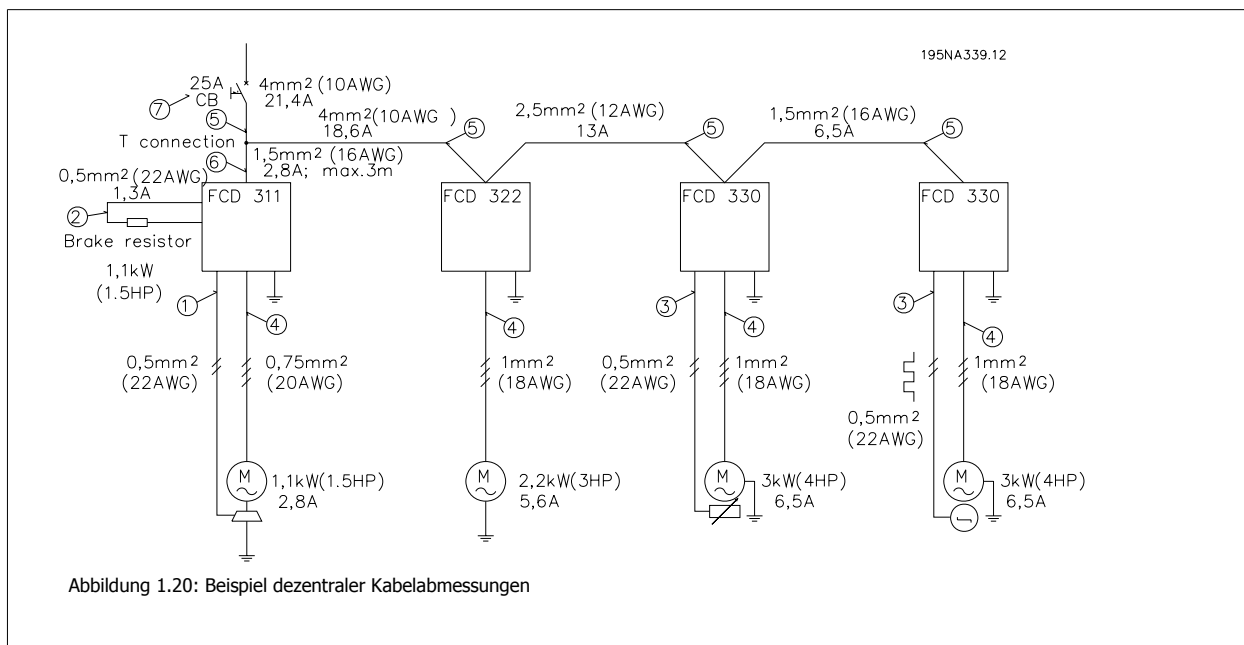 195NA339.12
25A
CB
4mm² (10AWG)
21,4A
7
5
T connection
4mm²(10AWG )
18,6A
5
2,5mm² (12AWG)
13A
5
1,5mm² (16AWG)
6,5A
5
6
1,5mm² (16AWG)
2,8A; max.3m
0,5mm² (22AWG)
1,3A
2
Brake resistor
FCD 311
FCD 322
FCD 330
FCD 330
1,1kW
(1.5HP)
1
4
4
3
4
3
4
0,5mm²
(22AWG)
0,75mm²
(20AWG)
1mm²
(18AWG)
0,5mm²
(22AWG)
1mm²
(18AWG)
1mm²
(18AWG)
0,5mm²
(22AWG)
M
1,1kW(1.5HP)
2,8A
M
2,2kW(3HP)
5,6A
M
3kW(4HP)
6,5A
M
3kW(4HP)
6,5A
Abbildung 1.20: Beispiel dezentraler Kabelabmessungen